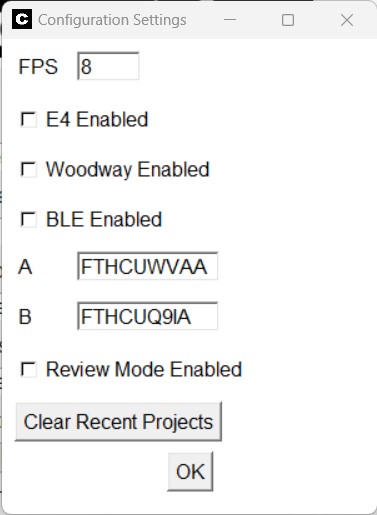 C Configuration Settings
FPS 8
E4 Enabled
Woodway Enabled
BLE Enabled
A FTHCUWVAA
B FTHCUQ9IA
Review Mode Enabled
Clear Recent Projects
OK